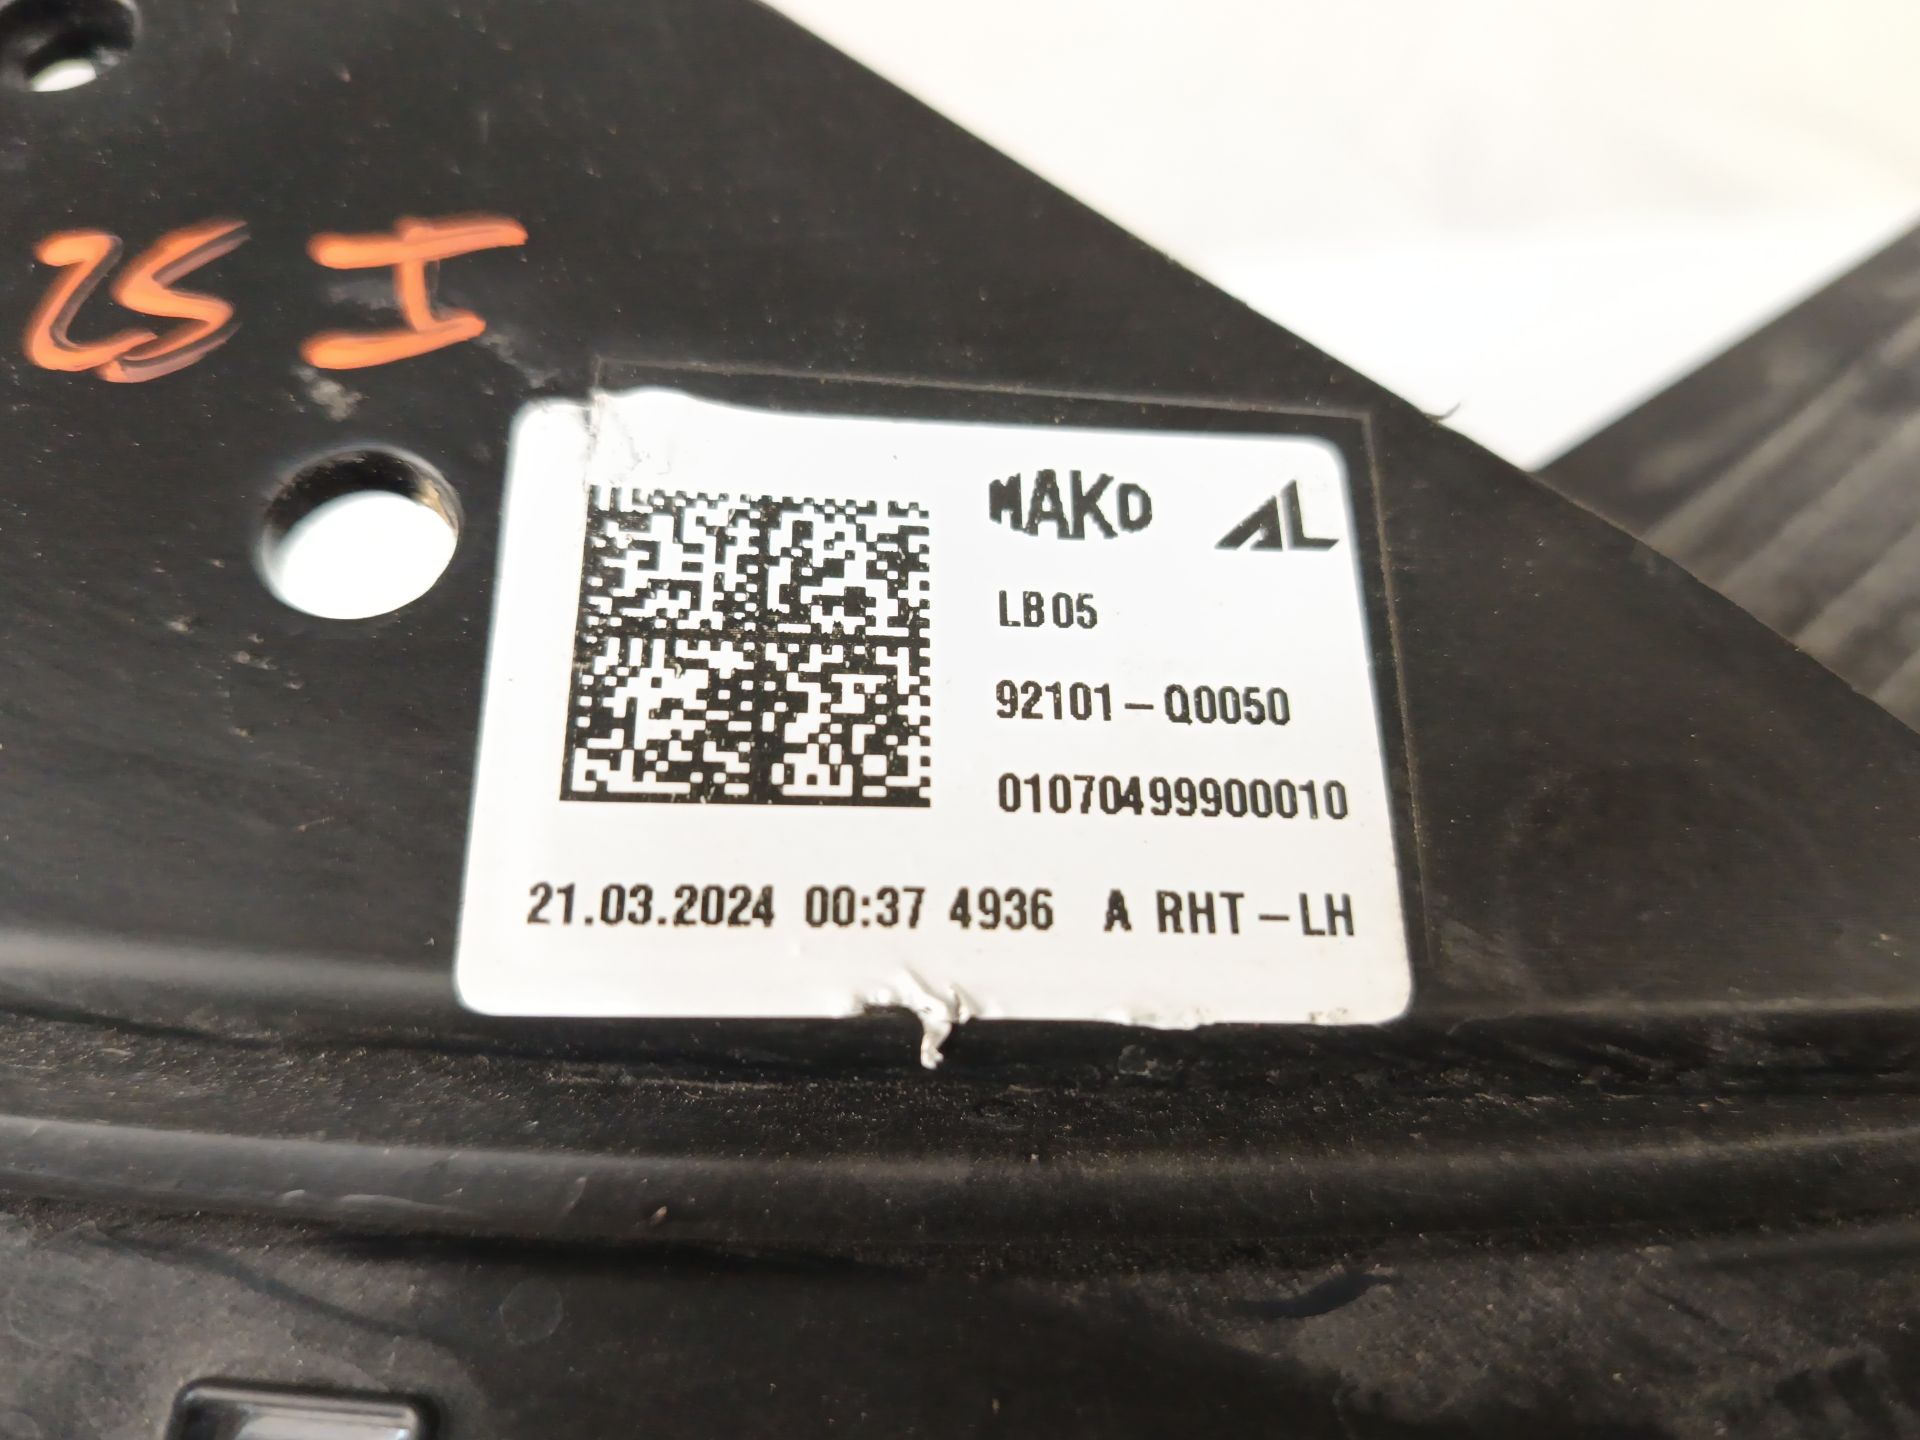 25 I
MAKO AL
LB05
92101-Q0050
01070499900010
21.03.2024 00:37 4936 A RHT-LH